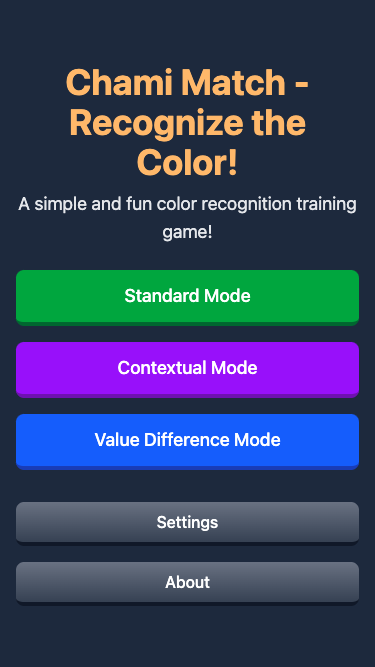 Chami Match -
Recognize the
Color!
A simple and fun color recognition training
game!
Standard Mode
Contextual Mode
Value Difference Mode
Settings
About